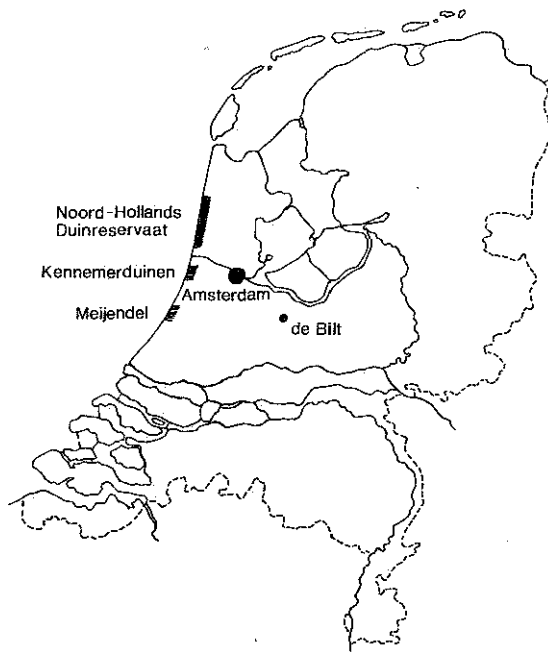 Noord-Hollands
Duinreservaat
Kennemerduinen
Amsterdam
Meijendel
de Bilt